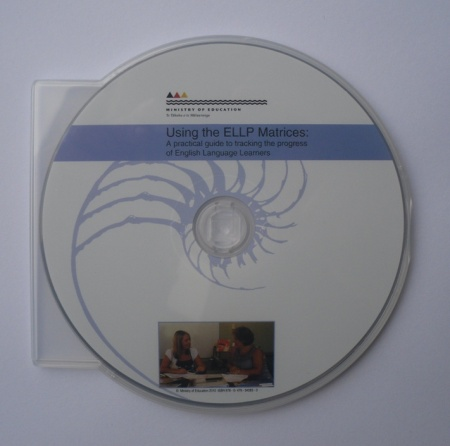 MINISTRY OF EDUCATION
Using the ELLP Matrices:
A practical guide to tracking the progress
of English Language Learners